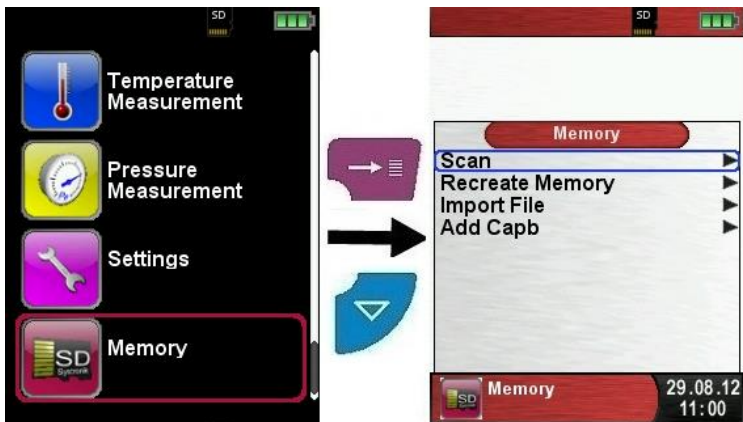 SD
Temperature
Measurement
Pressure
Measurement
Settings
Memory
SD
Systronik
SD
Memory
Scan
Recreate Memory
Import File
Add Capb
SD
Memory
29.08.12
11:00